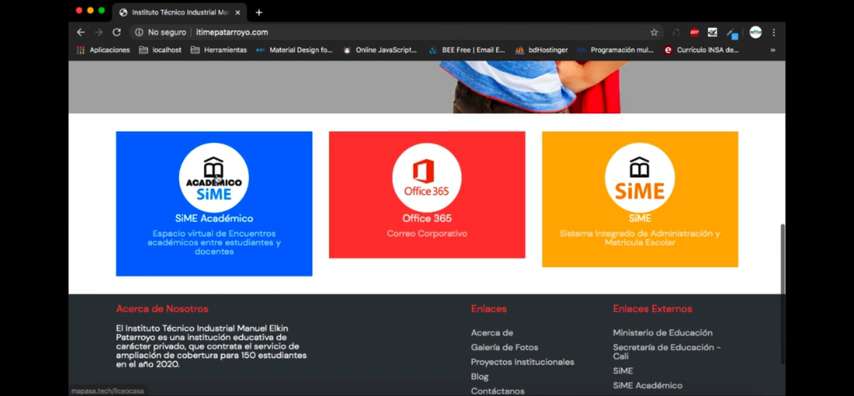 Instituto Técnico Industrial Man
No seguro | itimepatarroyo.com
Aplicaciones
localhost
Herramientas
Material Design fo...
Online JavaScript...
BEE Free | Email E...
bdHostinger
Programación mul...
Currículo INSA de...
»
ACADÉMICO
SiME
SiME Académico
Espacio virtual de Encuentros
académicos entre estudiantes y
docentes
Office 365
Office 365
Correo Corporativo
SiME
SiME
Sistema Integrado de Administración y
Matricula Escolar
Acerca de Nosotros
El Instituto Técnico Industrial Manuel Elkin
Patarroyo es una institución educativa de
carácter privado, que contrata el servicio de
ampliación de cobertura para 150 estudiantes
en el año 2020.
Enlaces
Acerca de
Galería de Fotos
Proyectos Institucionales
Blog
Contáctanos
Enlaces Externos
Ministerio de Educación
Secretaría de Educación -
Cali
SiME
SiME Académico
mapasa.tech/liceocasa